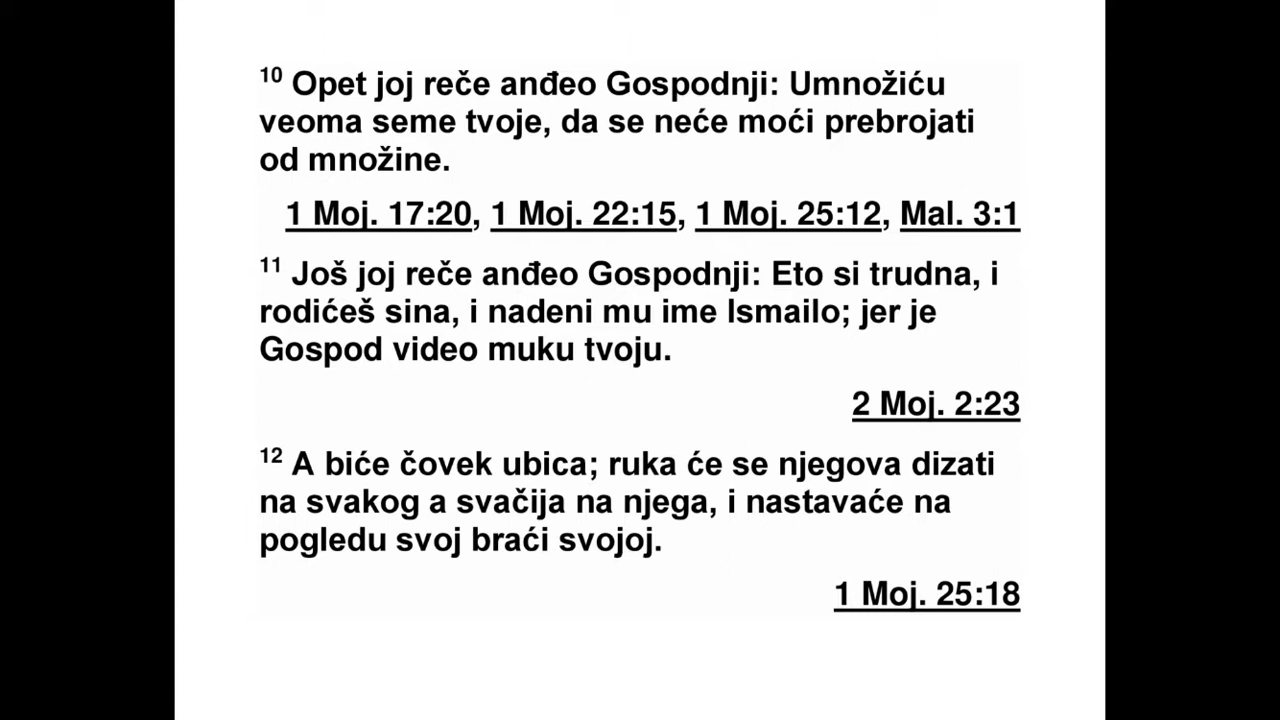 10 Opet joj reče anđeo Gospodnji: Umnožiću
veoma seme tvoje, da se neće moći prebrojati
od množine.
1 Moj. 17:20, 1 Moj. 22:15, 1 Moj. 25:12, Mal. 3:1
11 Još joj reče anđeo Gospodnji: Eto si trudna, i
rodićeš sina, i nadeni mu ime Ismailo; jer je
Gospod video muku tvoju.
2 Moj. 2:23
12 A biće čovek ubica; ruka će se njegova dizati
na svakog a svačija na njega, i nastavaće na
pogledu svoj braći svojoj.
1 Moj. 25:18